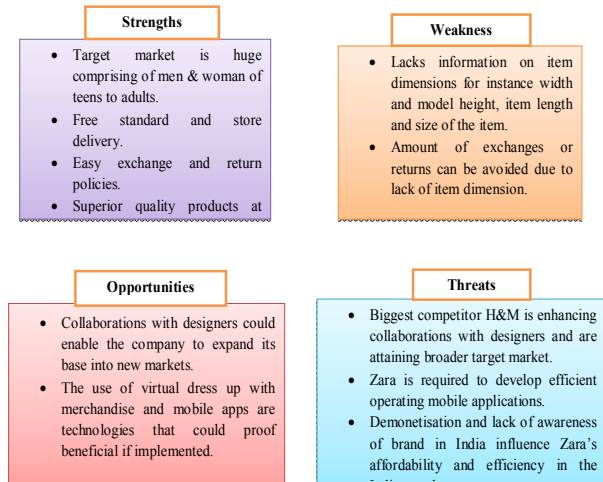 Strengths
• Target market is huge
comprising of men & woman of
teens to adults.
• Free standard and store
delivery.
• Easy exchange and return
policies.
• Superior quality products at
Weakness
• Lacks information on item
dimensions for instance width
and model height, item length
and size of the item.
• Amount of exchanges or
returns can be avoided due to
lack of item dimension.
Opportunities
• Collaborations with designers could
enable the company to expand its
base into new markets.
• The use of virtual dress up with
merchandise and mobile apps are
technologies that could proof
beneficial if implemented.
Threats
• Biggest competitor H&M is enhancing
collaborations with designers and are
attaining broader target market.
• Zara is required to develop efficient
operating mobile applications.
• Demonetisation and lack of awareness
of brand in India influence Zara's
affordability and efficiency in the